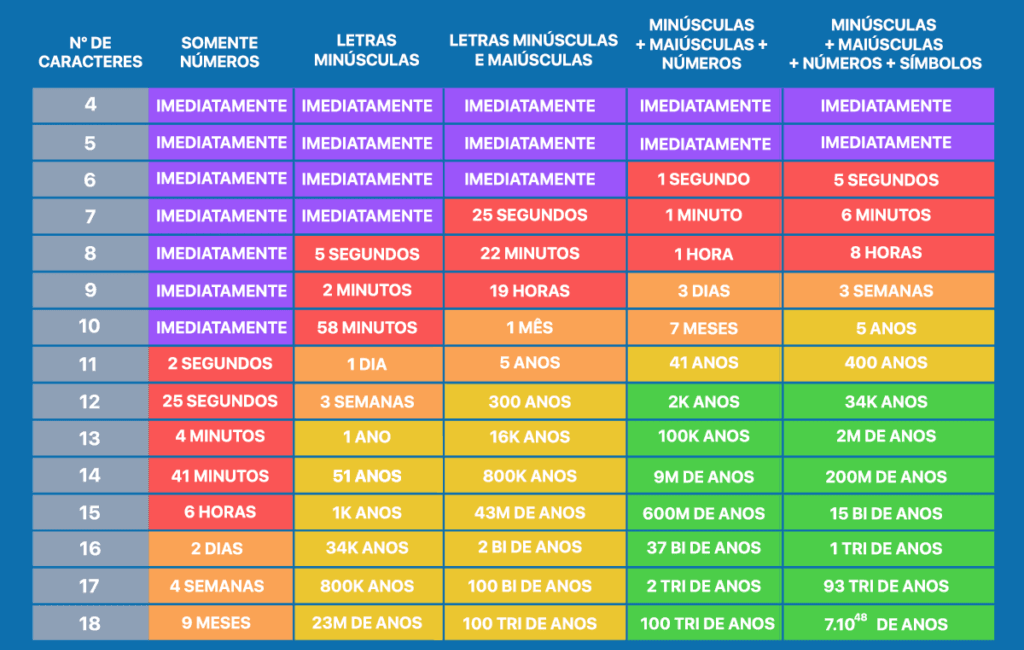 Nº DE CARACTERES SOMENTE NÚMEROS LETRAS MINÚSCULAS LETRAS MINÚSCULAS E MAIÚSCULAS MINÚSCULAS + MAIÚSCULAS + NÚMEROS MINÚSCULAS + MAIÚSCULAS + NÚMEROS + SÍMBOLOS
4 IMEDIATAMENTE IMEDIATAMENTE IMEDIATAMENTE IMEDIATAMENTE IMEDIATAMENTE
5 IMEDIATAMENTE IMEDIATAMENTE IMEDIATAMENTE IMEDIATAMENTE IMEDIATAMENTE
6 IMEDIATAMENTE IMEDIATAMENTE IMEDIATAMENTE 1 SEGUNDO 5 SEGUNDOS
7 IMEDIATAMENTE IMEDIATAMENTE 25 SEGUNDOS 1 MINUTO 6 MINUTOS
8 IMEDIATAMENTE 5 SEGUNDOS 22 MINUTOS 1 HORA 8 HORAS
9 IMEDIATAMENTE 2 MINUTOS 19 HORAS 3 DIAS 3 SEMANAS
10 IMEDIATAMENTE 58 MINUTOS 1 MÊS 7 MESES 5 ANOS
11 2 SEGUNDOS 1 DIA 5 ANOS 41 ANOS 400 ANOS
12 25 SEGUNDOS 3 SEMANAS 300 ANOS 2K ANOS 34K ANOS
13 4 MINUTOS 1 ANO 16K ANOS 100K ANOS 2M DE ANOS
14 41 MINUTOS 51 ANOS 800K ANOS 9M DE ANOS 200M DE ANOS
15 6 HORAS 1K ANOS 43M DE ANOS 600M DE ANOS 15 BI DE ANOS
16 2 DIAS 34K ANOS 2 BI DE ANOS 37 BI DE ANOS 1 TRI DE ANOS
17 4 SEMANAS 800K ANOS 100 BI DE ANOS 2 TRI DE ANOS 93 TRI DE ANOS
18 9 MESES 23M DE ANOS 100 TRI DE ANOS 100 TRI DE ANOS 7.10⁴⁸ DE ANOS